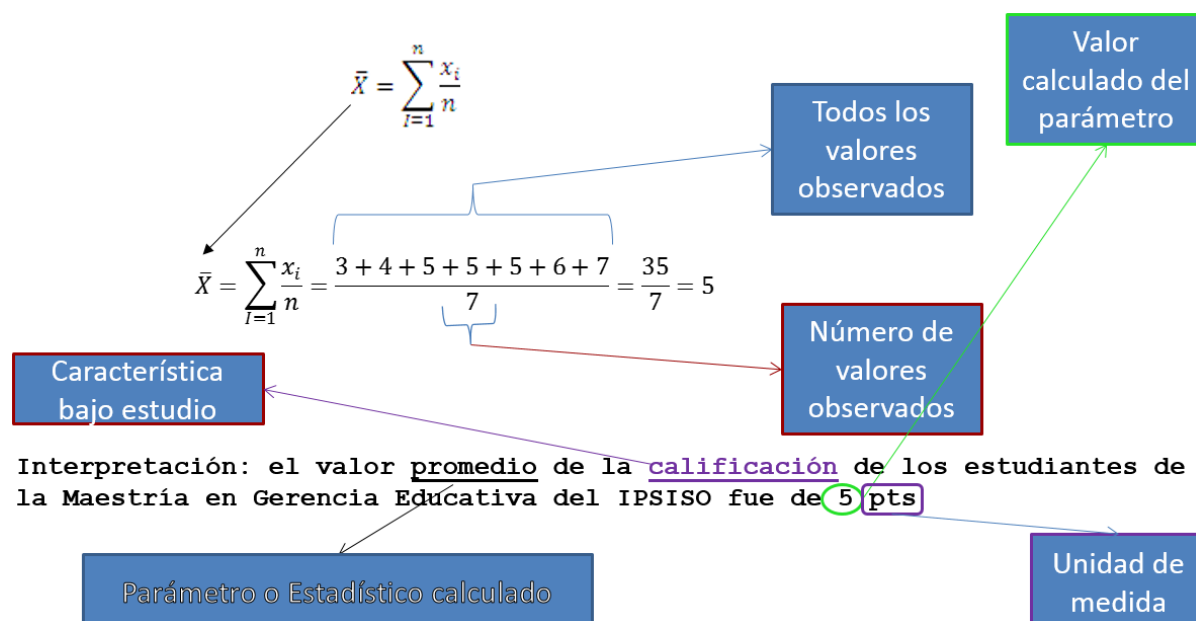 X̄ = ∑_{I=1}^{n} x_i/n
Valor
calculado del
parámetro
Todos los
valores
observados
X̄ = ∑_{I=1}^{n} x_i/n = (3 + 4 + 5 + 5 + 5 + 6 + 7)/7 = 35/7 = 5
Número de
valores
observados
Característica
bajo estudio
Interpretación: el valor promedio de la calificación de los estudiantes de
la Maestría en Gerencia Educativa del IPSISO fue de 5 pts
Parámetro o Estadístico calculado
Unidad de
medida